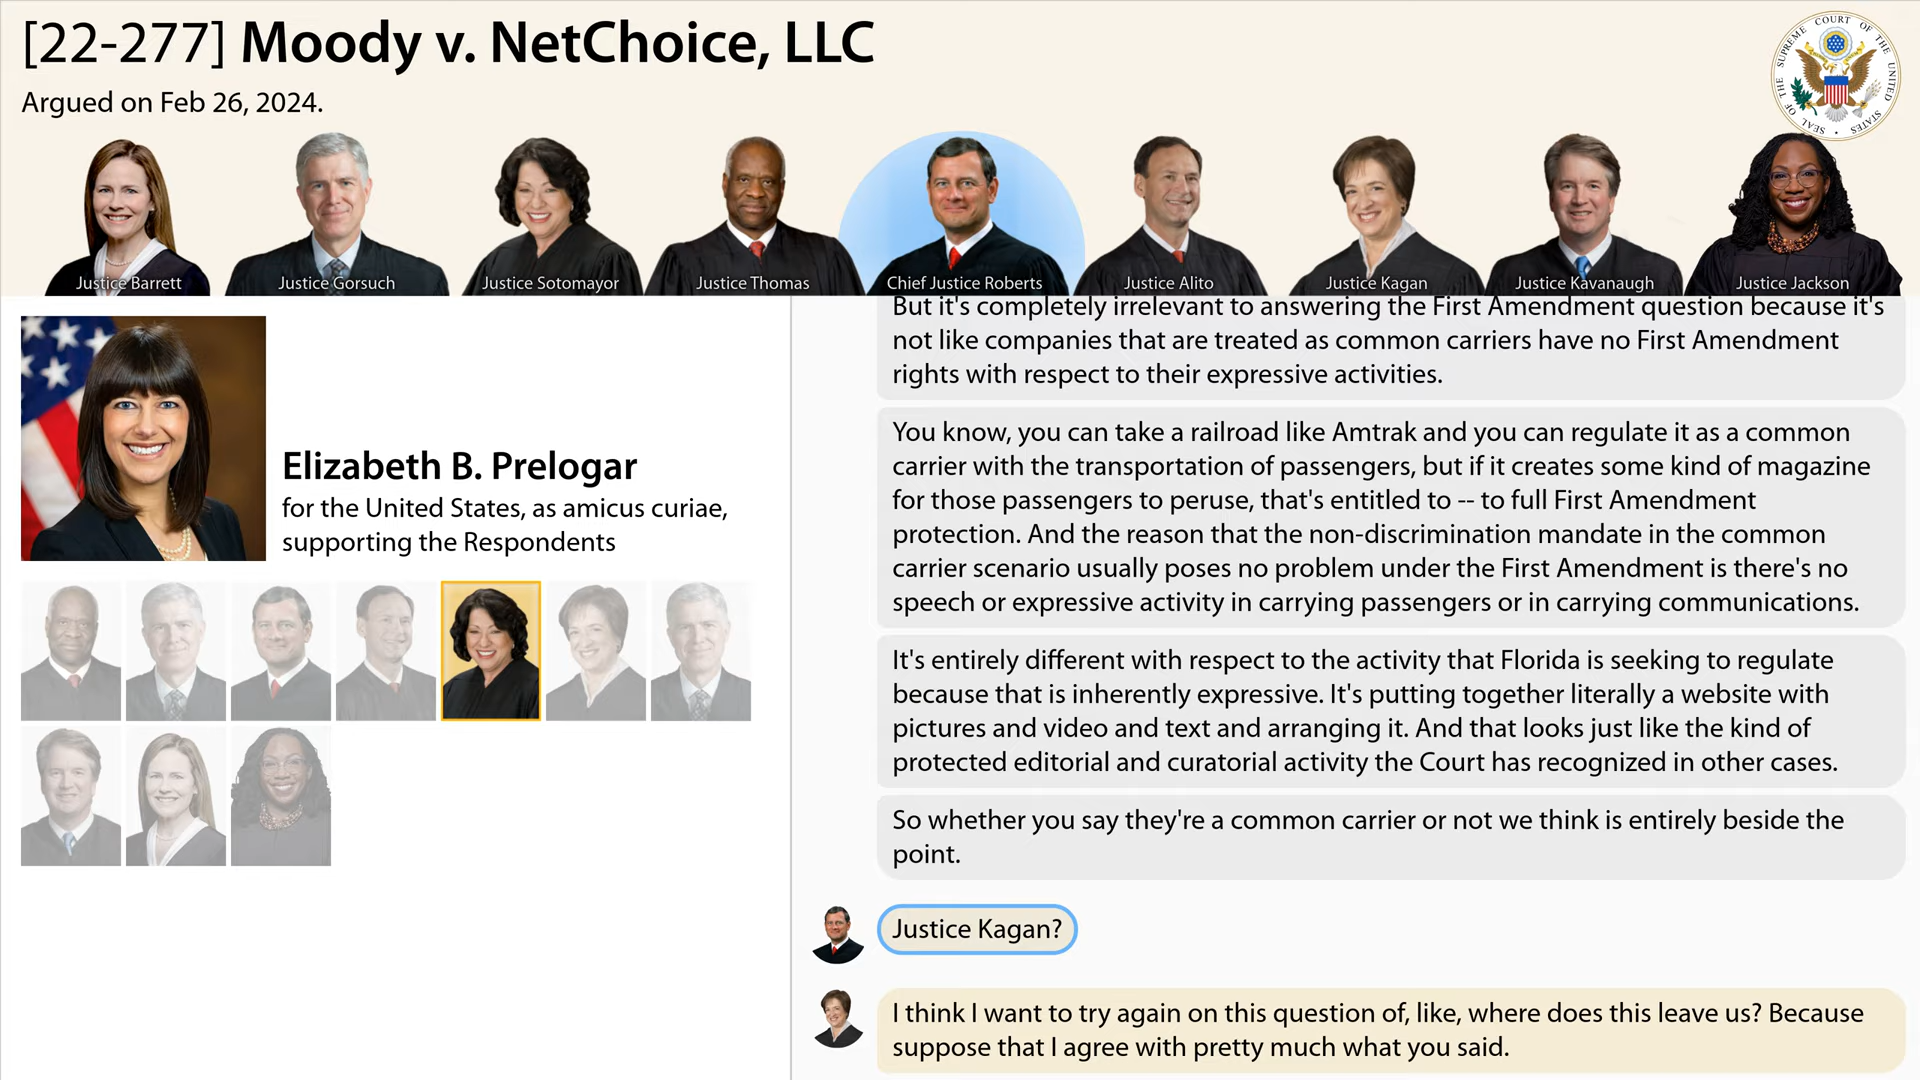 [22-277] Moody v. NetChoice, LLC
Argued on Feb 26, 2024.
SEAL OF THE SUPREME COURT OF THE UNITED STATES
Justice Barrett
Justice Gorsuch
Justice Sotomayor
Justice Thomas
Chief Justice Roberts
Justice Alito
Justice Kagan
Justice Kavanaugh
Justice Jackson
Elizabeth B. Prelogar
for the United States, as amicus curiae,
supporting the Respondents
But it's completely irrelevant to answering the First Amendment question because it's
not like companies that are treated as common carriers have no First Amendment
rights with respect to their expressive activities.
You know, you can take a railroad like Amtrak and you can regulate it as a common
carrier with the transportation of passengers, but if it creates some kind of magazine
for those passengers to peruse, that's entitled to -- to full First Amendment
protection. And the reason that the non-discrimination mandate in the common
carrier scenario usually poses no problem under the First Amendment is there's no
speech or expressive activity in carrying passengers or in carrying communications.
It's entirely different with respect to the activity that Florida is seeking to regulate
because that is inherently expressive. It's putting together literally a website with
pictures and video and text and arranging it. And that looks just like the kind of
protected editorial and curatorial activity the Court has recognized in other cases.
So whether you say they're a common carrier or not we think is entirely beside the
point.
Justice Kagan?
I think I want to try again on this question of, like, where does this leave us? Because
suppose that I agree with pretty much what you said.